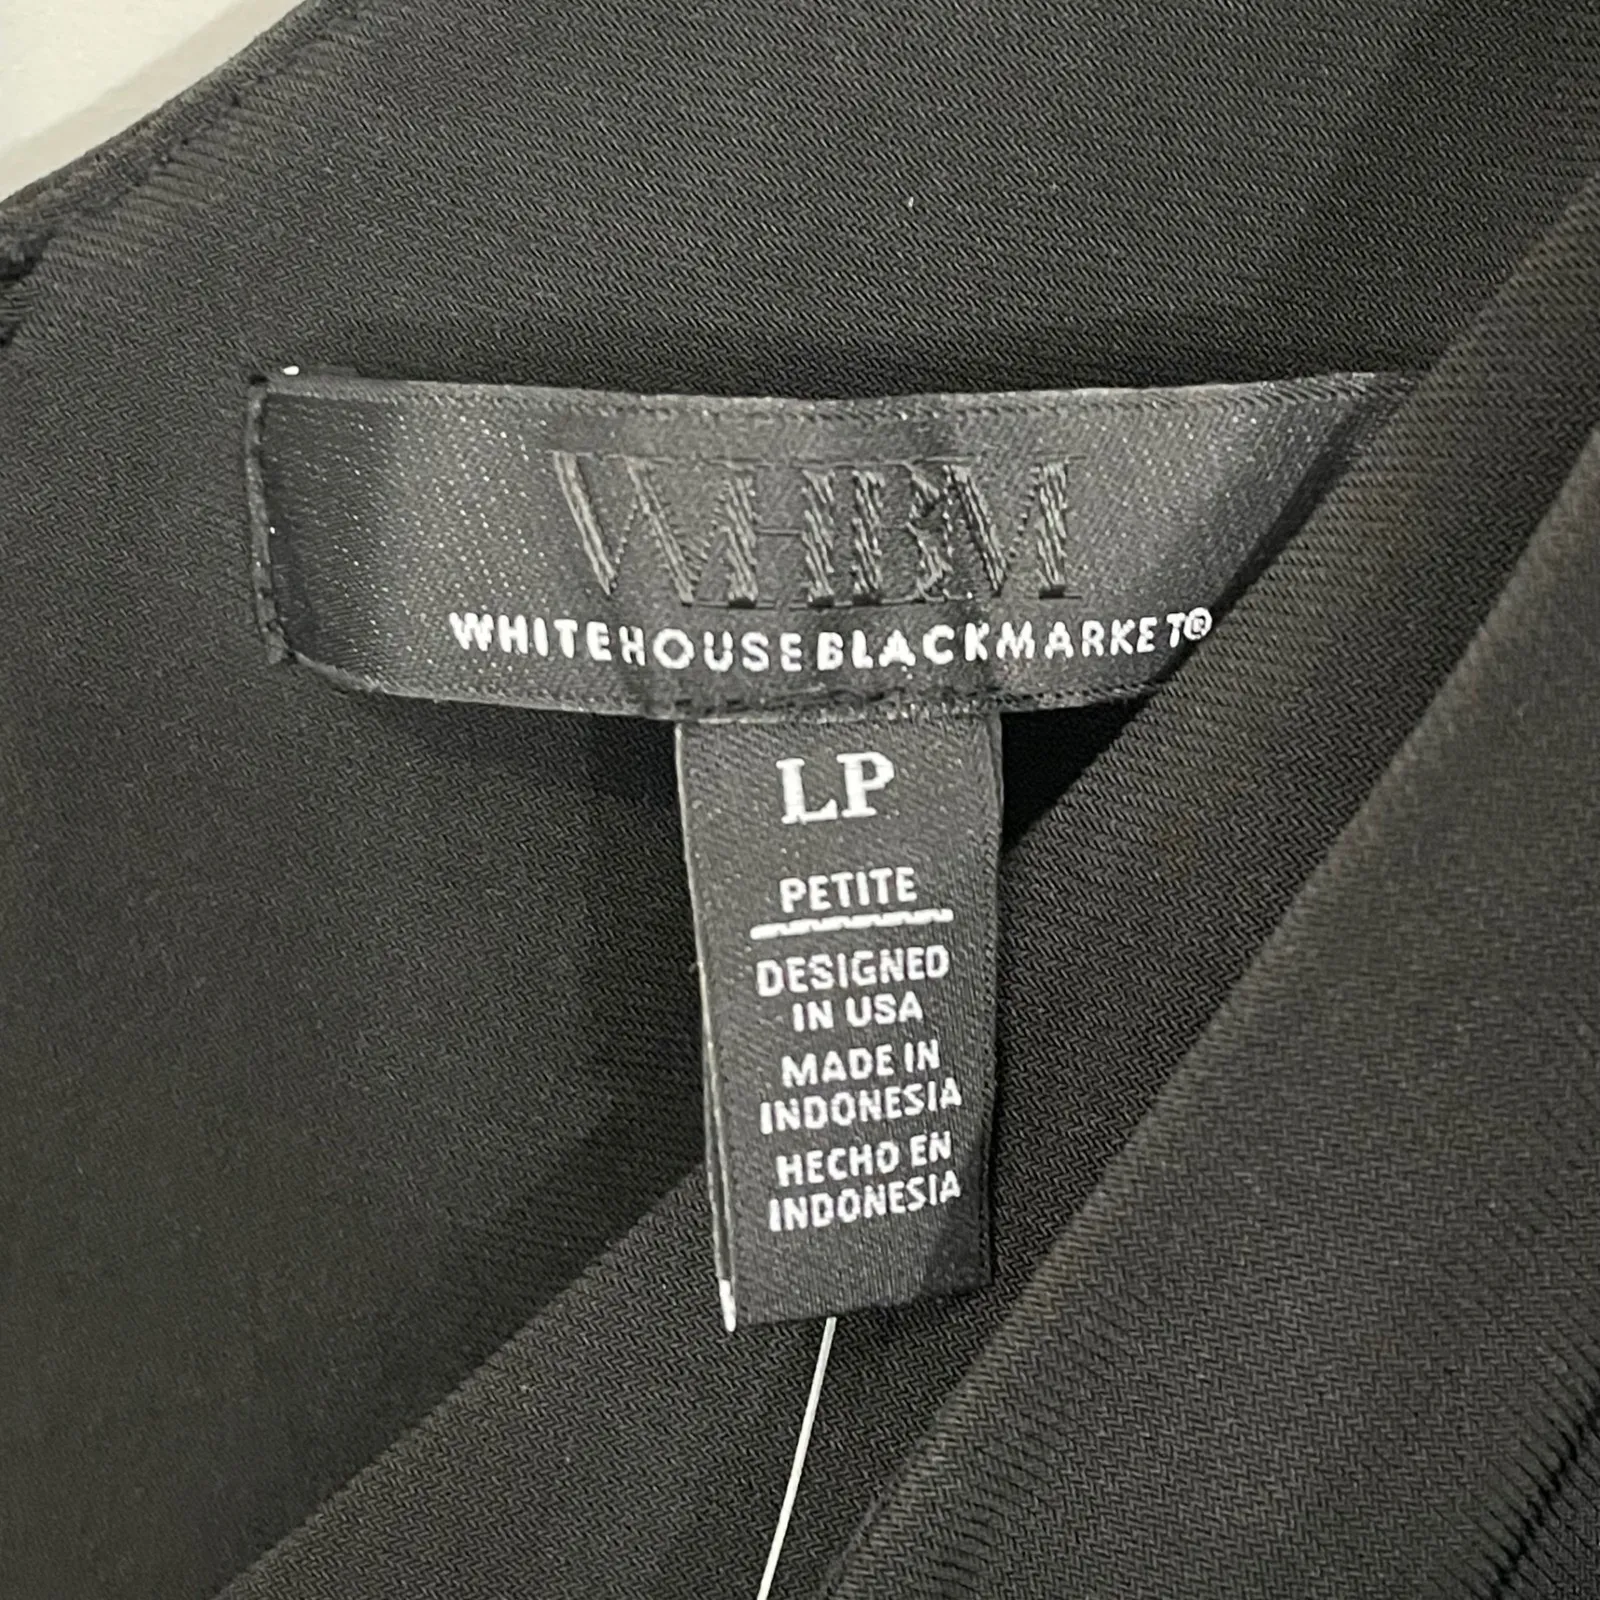 WHBM
WHITEHOUSEBLACKMARKET®
LP
PETITE
DESIGNED
IN USA
MADE IN
INDONESIA
HECHO EN
INDONESIA